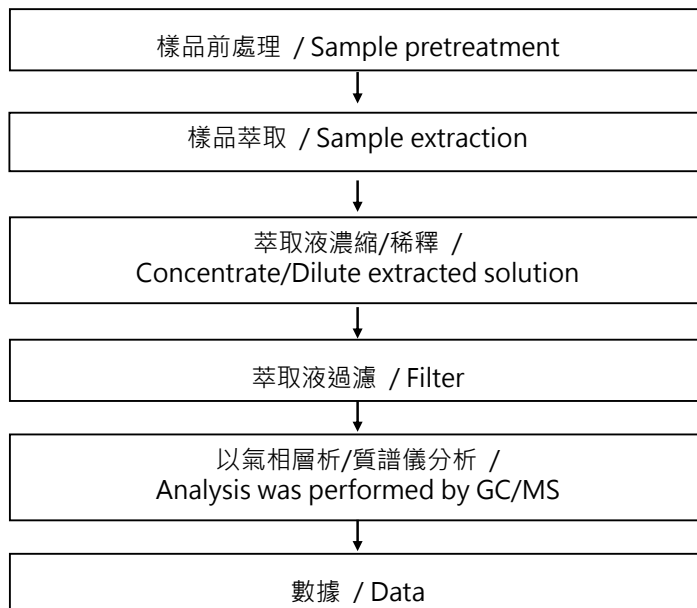 樣品前處理 / Sample pretreatment
樣品萃取 / Sample extraction
萃取液濃縮/稀釋 /
Concentrate/Dilute extracted solution
萃取液過濾 / Filter
以氣相層析/質譜儀分析 /
Analysis was performed by GC/MS
數據 / Data